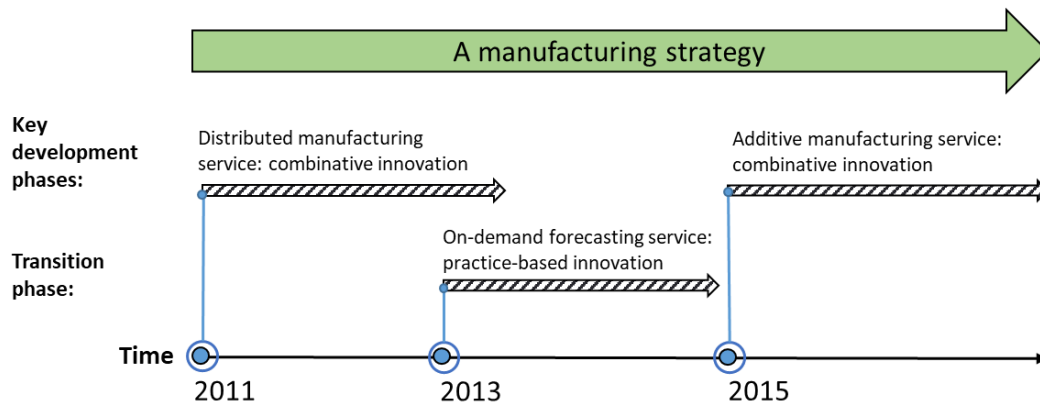 A manufacturing strategy
Key
development
phases:
Distributed manufacturing
service: combinative innovation
Additive manufacturing service:
combinative innovation
Transition
phase:
On-demand forecasting service:
practice-based innovation
Time
2011
2013
2015